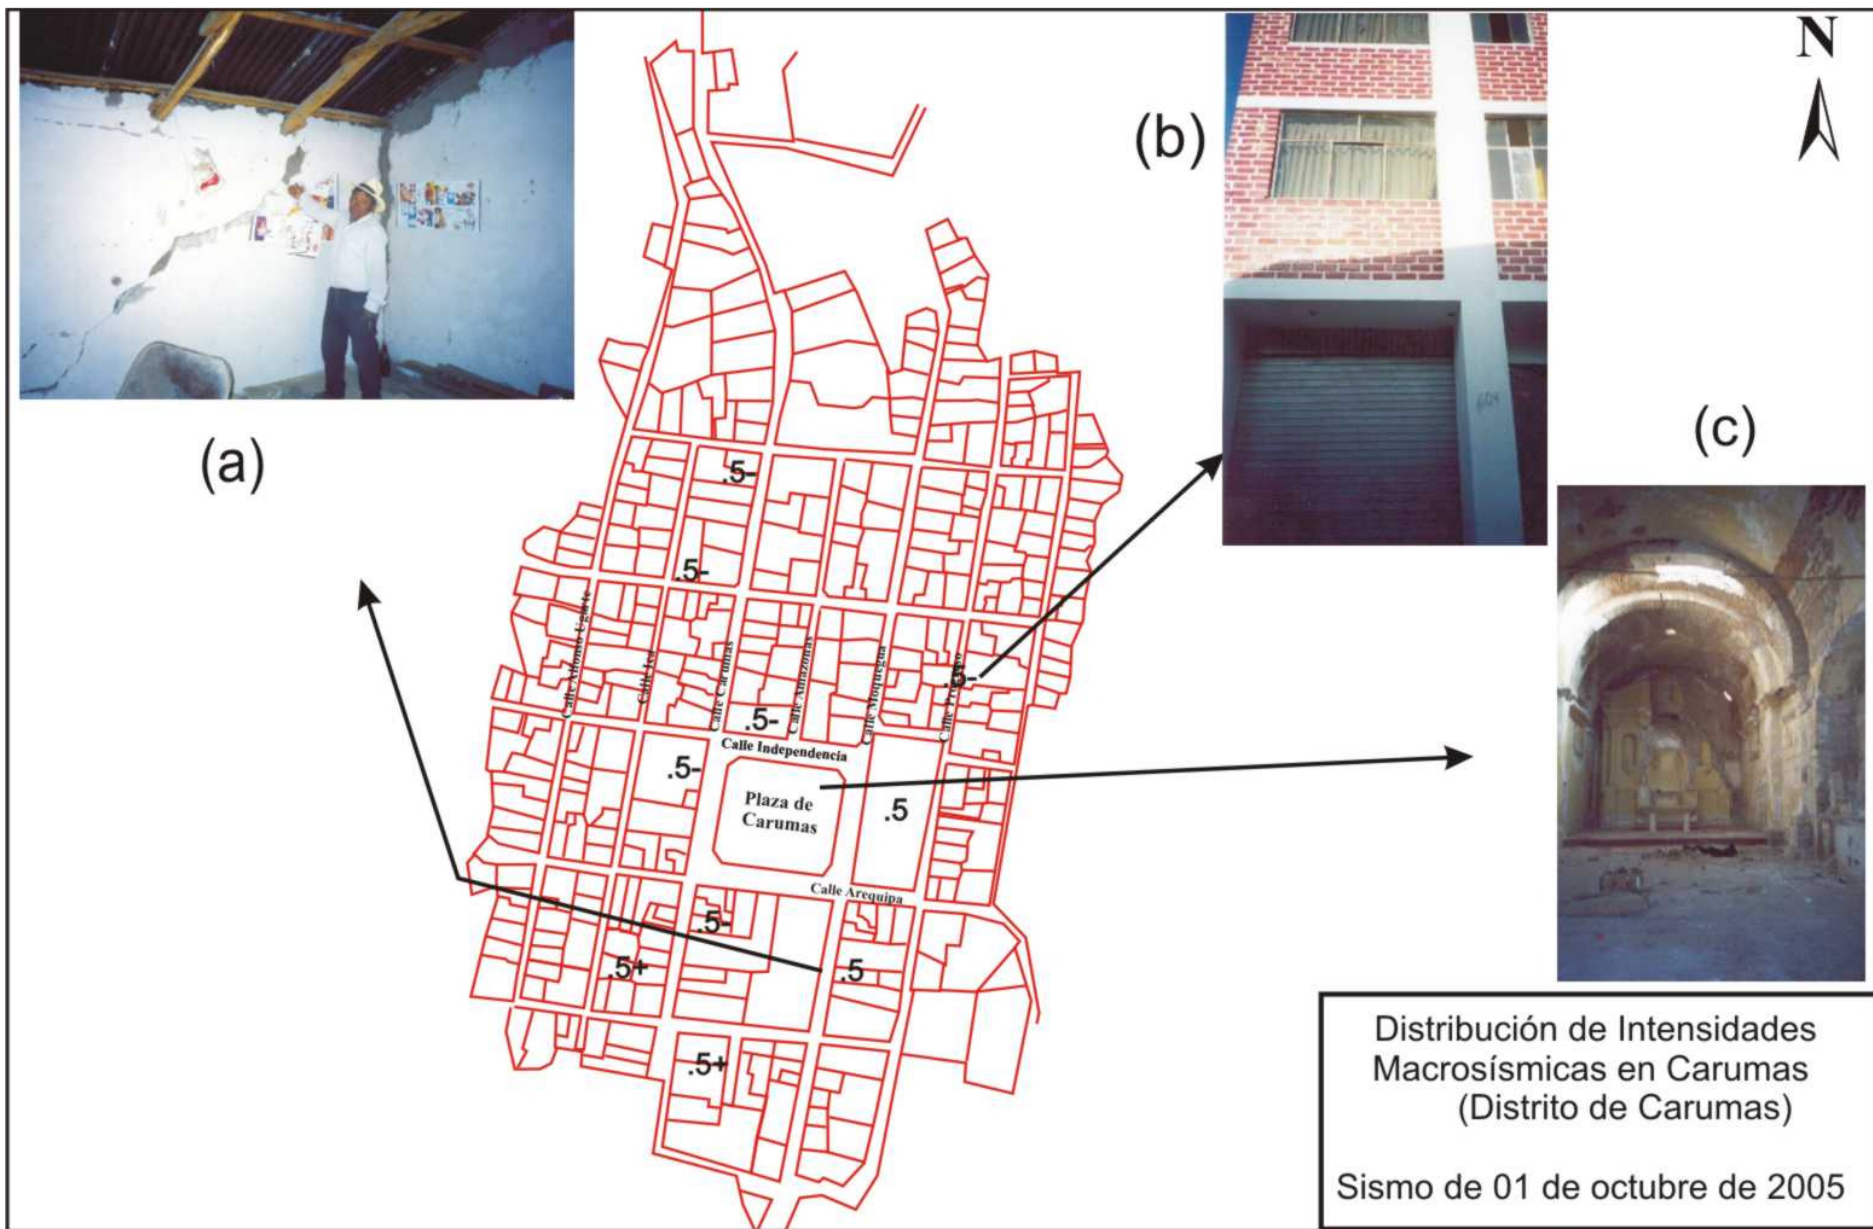 N
(b)
(c)
(a)
.5-
.5-
Calle Alfonso Ugarte
Calle Ica
Calle Carumas
Calle Amazonas
Calle Moquegua
Calle
.5-
.5-
Calle Independencia
.5-
Plaza de
Carumas
.5
Calle Arequipa
.5-
.5+
.5
.5+
Distribución de Intensidades
Macrosísmicas en Carumas
(Distrito de Carumas)
Sismo de 01 de octubre de 2005